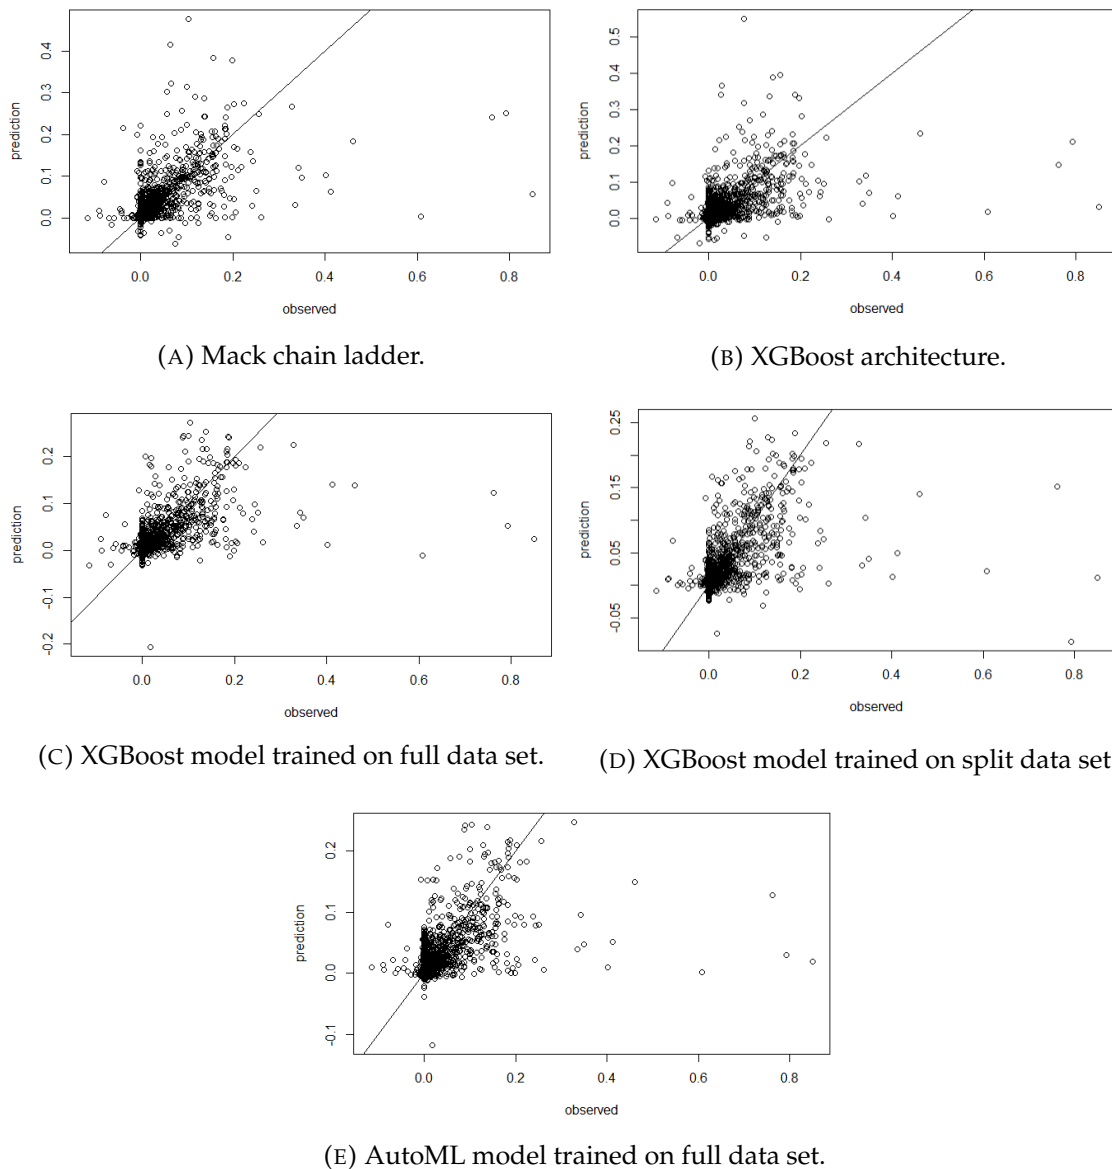 0.4
0.3
0.2
0.1
0.0
prediction
0.0 0.2 0.4 0.6 0.8
observed
(A) Mack chain ladder.
0.5
0.4
0.3
0.2
0.1
0.0
prediction
0.0 0.2 0.4 0.6 0.8
observed
(B) XGBoost architecture.
0.2
0.1
0.0
-0.1
-0.2
prediction
0.0 0.2 0.4 0.6 0.8
observed
(C) XGBoost model trained on full data set.
0.25
0.15
0.05
-0.05
prediction
0.0 0.2 0.4 0.6 0.8
observed
(D) XGBoost model trained on split data set
0.2
0.1
0.0
-0.1
prediction
0.0 0.2 0.4 0.6 0.8
observed
(E) AutoML model trained on full data set.